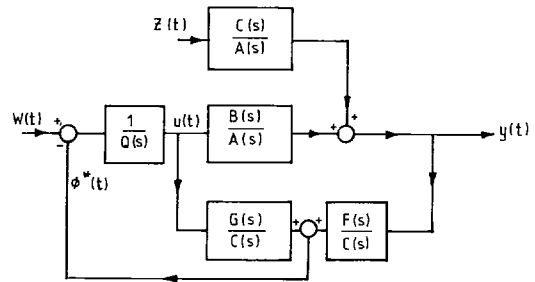 Z(t)
C(s)
A(s)
+
W(t)
+
-
1
Q(s)
u(t)
B(s)
A(s)
+
y(t)
ϕ*(t)
G(s)
C(s)
+
+
F(s)
C(s)